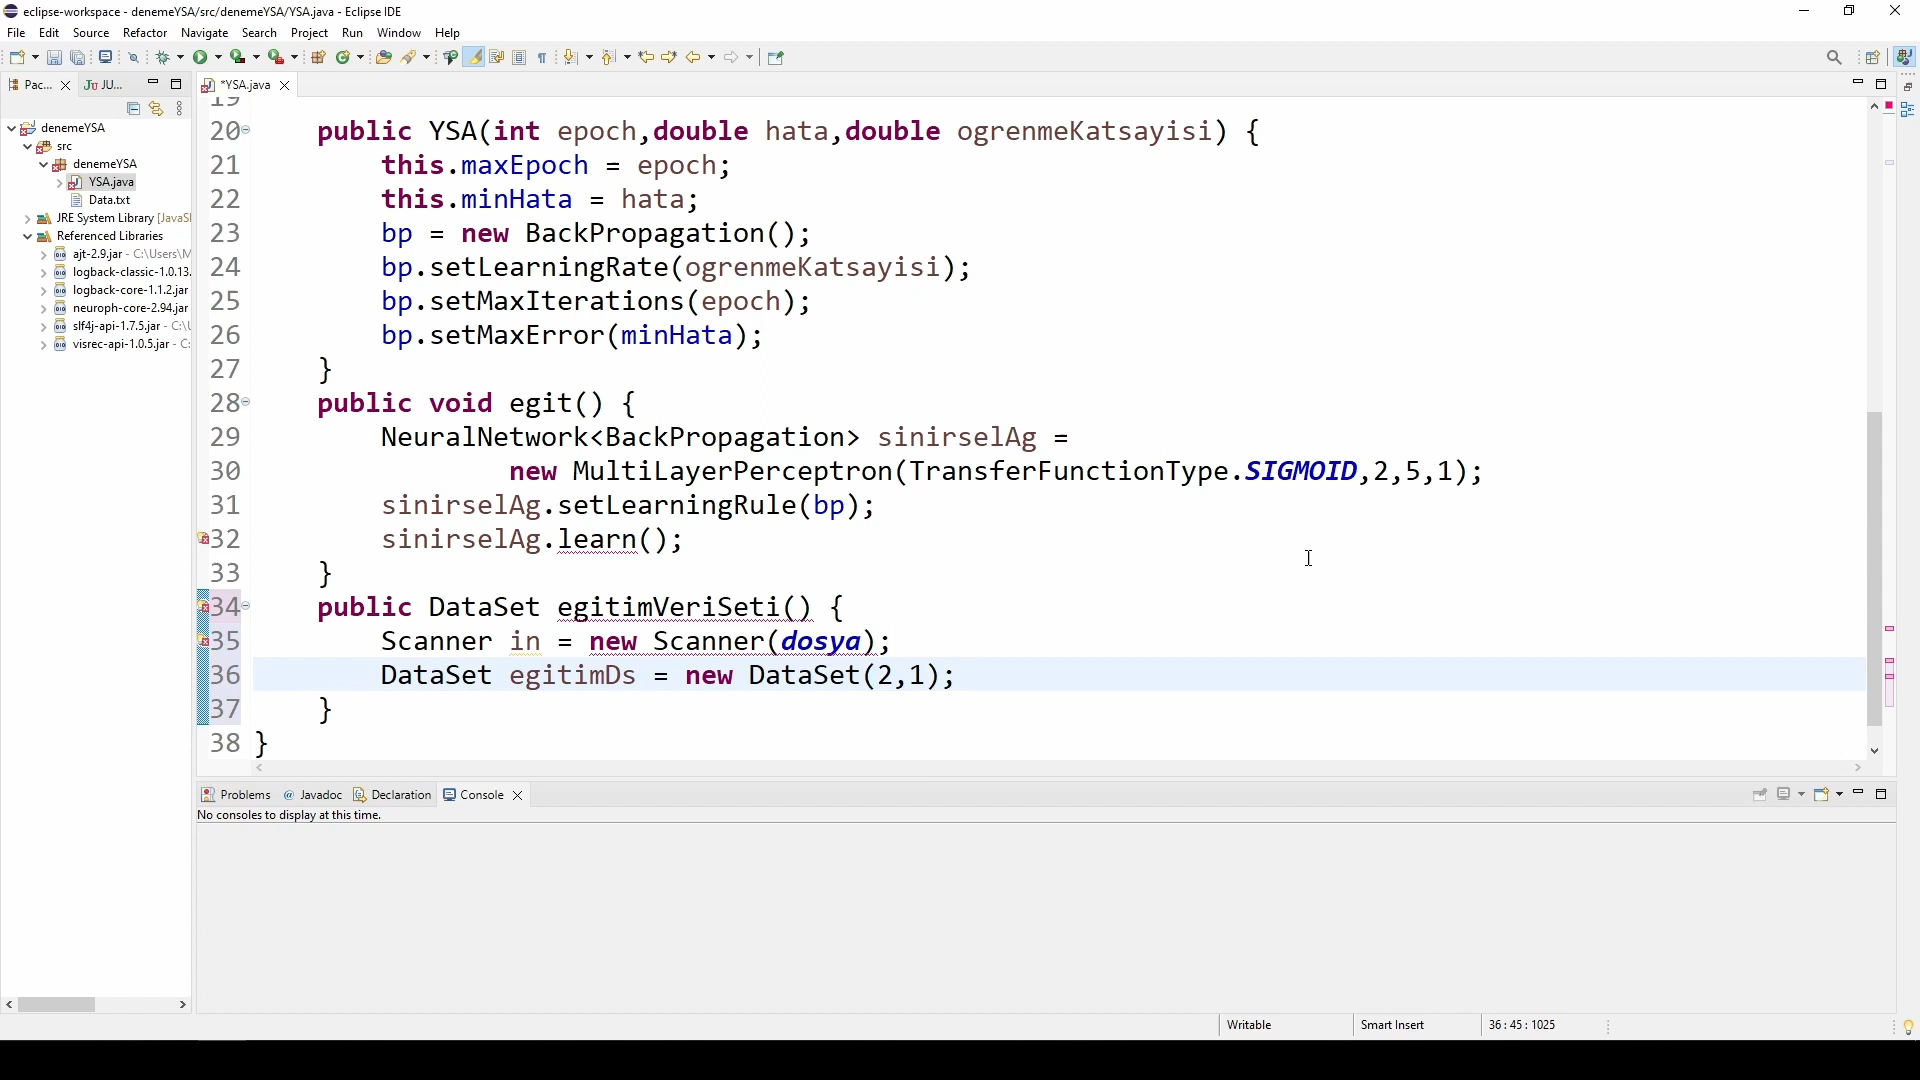 eclipse-workspace - denemeYSA/src/denemeYSA/YSA.java - Eclipse IDE
File Edit Source Refactor Navigate Search Project Run Window Help
Pac... JU...
*YSA.java
denemeYSA
src
denemeYSA
YSA.java
Data.txt
JRE System Library [JavaS
Referenced Libraries
ajt-2.9.jar - C:\Users\M
logback-classic-1.0.13.
logback-core-1.1.2.jar
neuroph-core-2.94.jar
slf4j-api-1.7.5.jar - C:\U
visrec-api-1.0.5.jar - C:
19
20 public YSA(int epoch,double hata,double ogrenmeKatsayisi) {
21 this.maxEpoch = epoch;
22 this.minHata = hata;
23 bp = new BackPropagation();
24 bp.setLearningRate(ogrenmeKatsayisi);
25 bp.setMaxIterations(epoch);
26 bp.setMaxError(minHata);
27 }
28 public void egit() {
29 NeuralNetwork<BackPropagation> sinirselAg =
30 new MultiLayerPerceptron(TransferFunctionType.SIGMOID,2,5,1);
31 sinirselAg.setLearningRule(bp);
32 sinirselAg.learn();
33 }
34 public DataSet egitimVeriSeti() {
35 Scanner in = new Scanner(dosya);
36 DataSet egitimDs = new DataSet(2,1);
37 }
38 }
Problems Javadoc Declaration Console
No consoles to display at this time.
Writable Smart Insert 36 : 45 : 1025